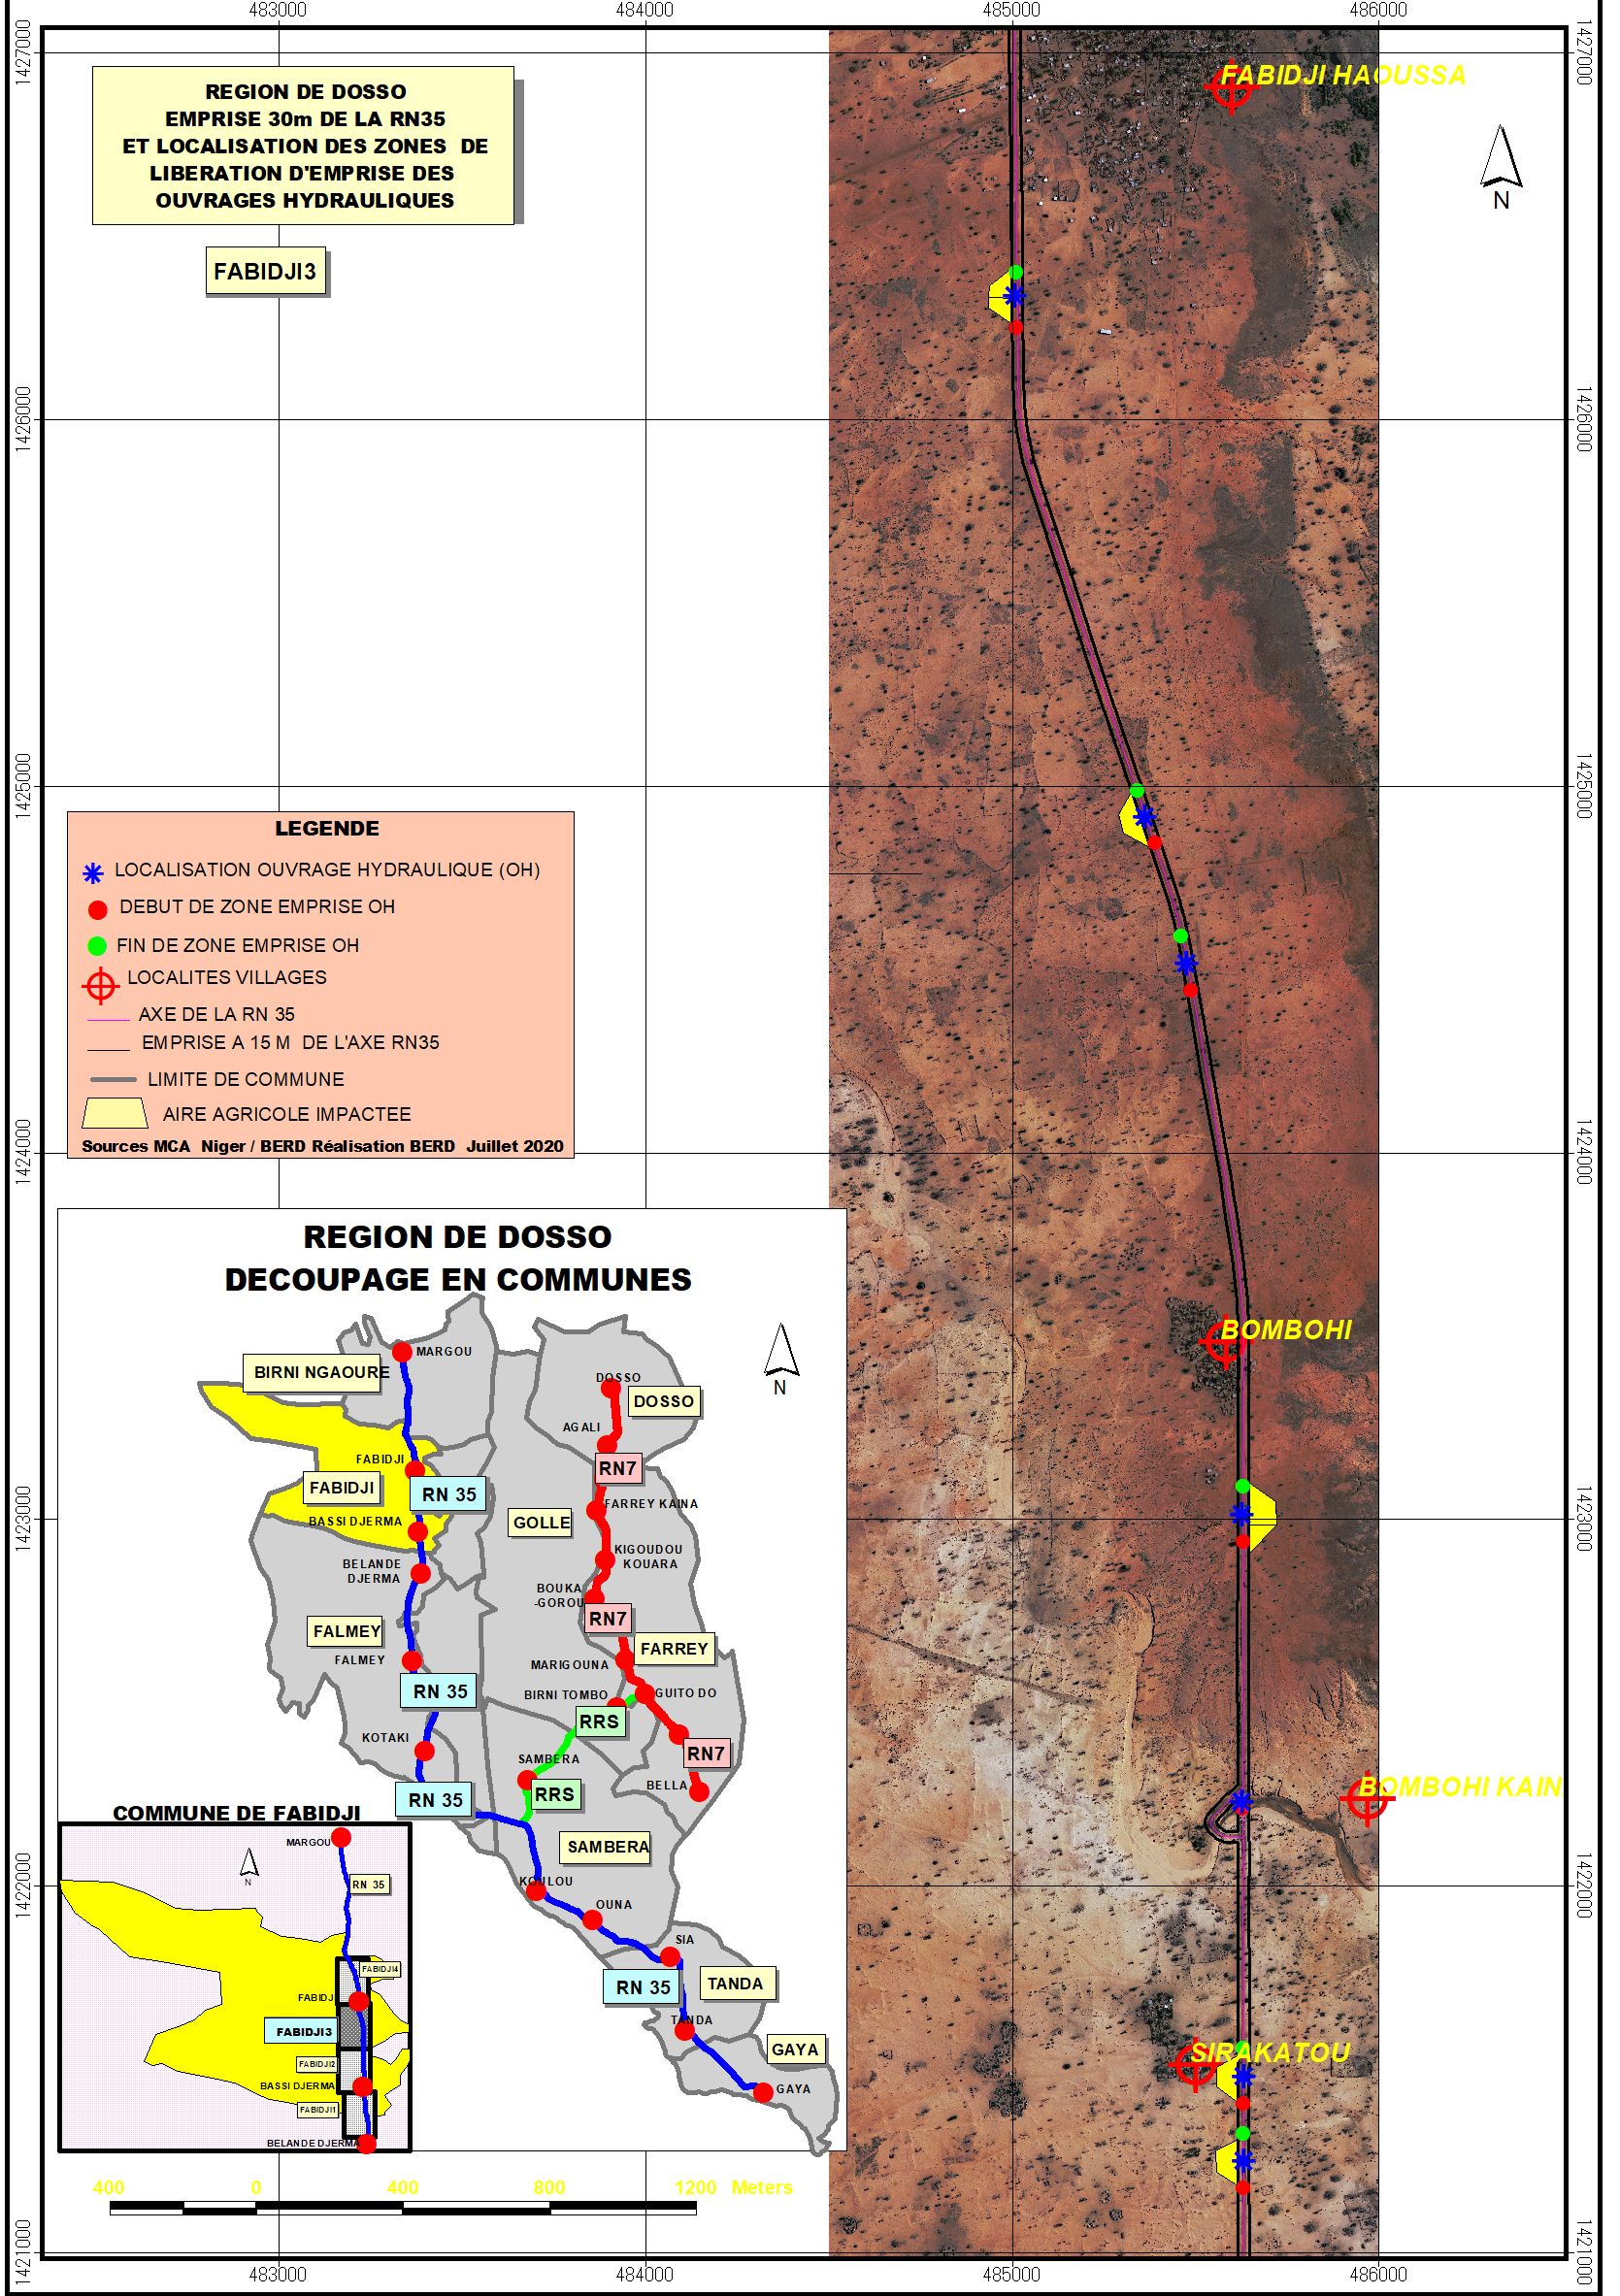 483000
484000
485000
486000
1427000
1427000
REGION DE DOSSO
EMPRISE 30m DE LA RN35
ET LOCALISATION DES ZONES DE
LIBERATION D'EMPRISE DES
OUVRAGES HYDRAULIQUES
FABIDJI HAOUSSA
N
FABIDJI3
1426000
1426000
1425000
1425000
LEGENDE
LOCALISATION OUVRAGE HYDRAULIQUE (OH)
DEBUT DE ZONE EMPRISE OH
FIN DE ZONE EMPRISE OH
LOCALITES VILLAGES
AXE DE LA RN 35
EMPRISE A 15 M DE L'AXE RN35
LIMITE DE COMMUNE
AIRE AGRICOLE IMPACTEE
Sources MCA Niger / BERD Réalisation BERD Juillet 2020
1424000
1424000
REGION DE DOSSO
DECOUPAGE EN COMMUNES
BOMBOHI
MARGOU
BIRNI NGAOURE
N
DOSSO
DOSSO
AGALI
FABIDJI
RN7
FABIDJI
RN 35
FARREY KAINA
GOLLE
BASSI DJERMA
1423000
1423000
KIGOUDOU
KOUARA
BELANDE
DJERMA
BOUKA
-GOROU
RN7
FALMEY
FARREY
FALMEY
MARIGOUNA
RN 35
BIRNI TOMBO
GUITO DO
RRS
KOTAKI
RN7
SAMBERA
BELLA
RRS
RN 35
BOMBOHI KAIN
COMMUNE DE FABIDJI
MARGOU
SAMBERA
N
RN 35
KOULOU
1422000
1422000
OUNA
SIA
FABIDJI4
RN 35
TANDA
FABIDJ
TANDA
FABIDJI3
GAYA
SIRAKATOU
FABIDJI2
BASSI DJERMA
GAYA
FABIDJI1
BELANDE DJERMA
400
0
400
800
1200 Meters
1421000
1421000
483000
484000
485000
486000